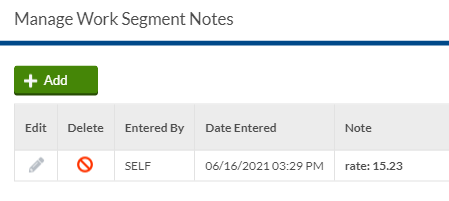 Manage Work Segment Notes
Add
Edit Delete Entered By Date Entered Note
SELF 06/16/2021 03:29 PM rate: 15.23